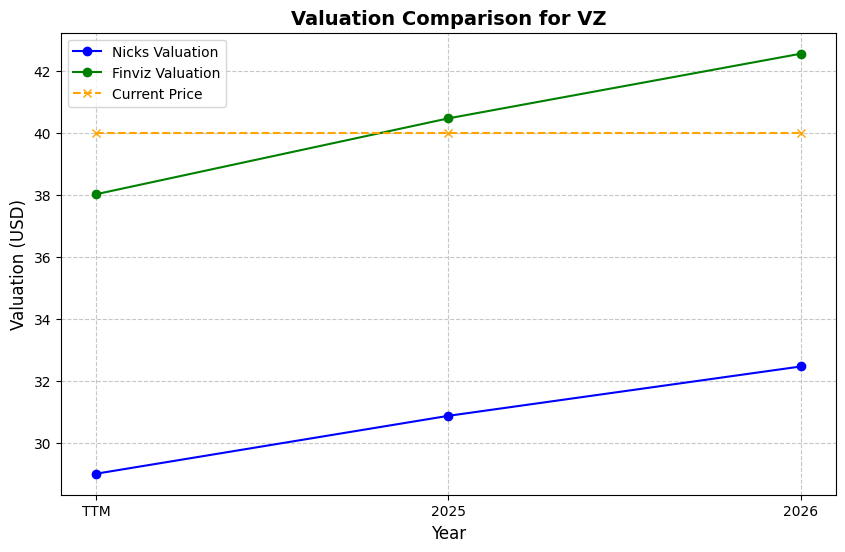 Valuation Comparison for VZ
Nicks Valuation
Finviz Valuation
Current Price
Valuation (USD)
42
40
38
36
34
32
30
TTM
2025
2026
Year